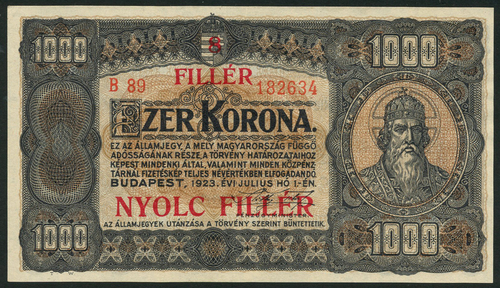 1000 8 1000
FILLÉR
B 89 182634
EZER KORONA.
EZ AZ ÁLLAMJEGY, A MELY MAGYARORSZÁG FÜGGŐ
ADÓSSÁGÁNAK RÉSZE A TÖRVÉNY HATÁROZATAIHOZ
KÉPEST MINDENKI ÁLTAL, VALAMINT MINDEN KÖZPÉNZ-
TÁRNÁL FIZETÉSKÉP TELJES NÉVÉRTÉKBEN ELFOGADANDÓ.
BUDAPEST, 1923. ÉVI JULIUS HÓ 1-ÉN.
NYOLC FILLÉR
AZ ÁLLAMJEGYEK UTÁNZÁSA A TÖRVÉNY SZERINT BÜNTETTETIK.
1000 1000